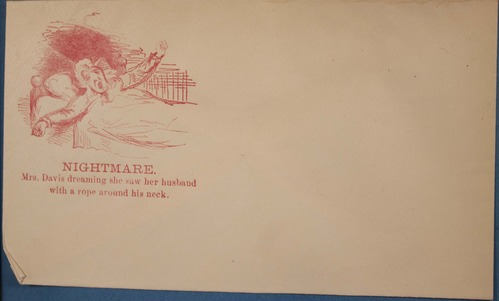 NIGHTMARE.
Mrs. Davis dreaming she saw her husband
with a rope around his neck.